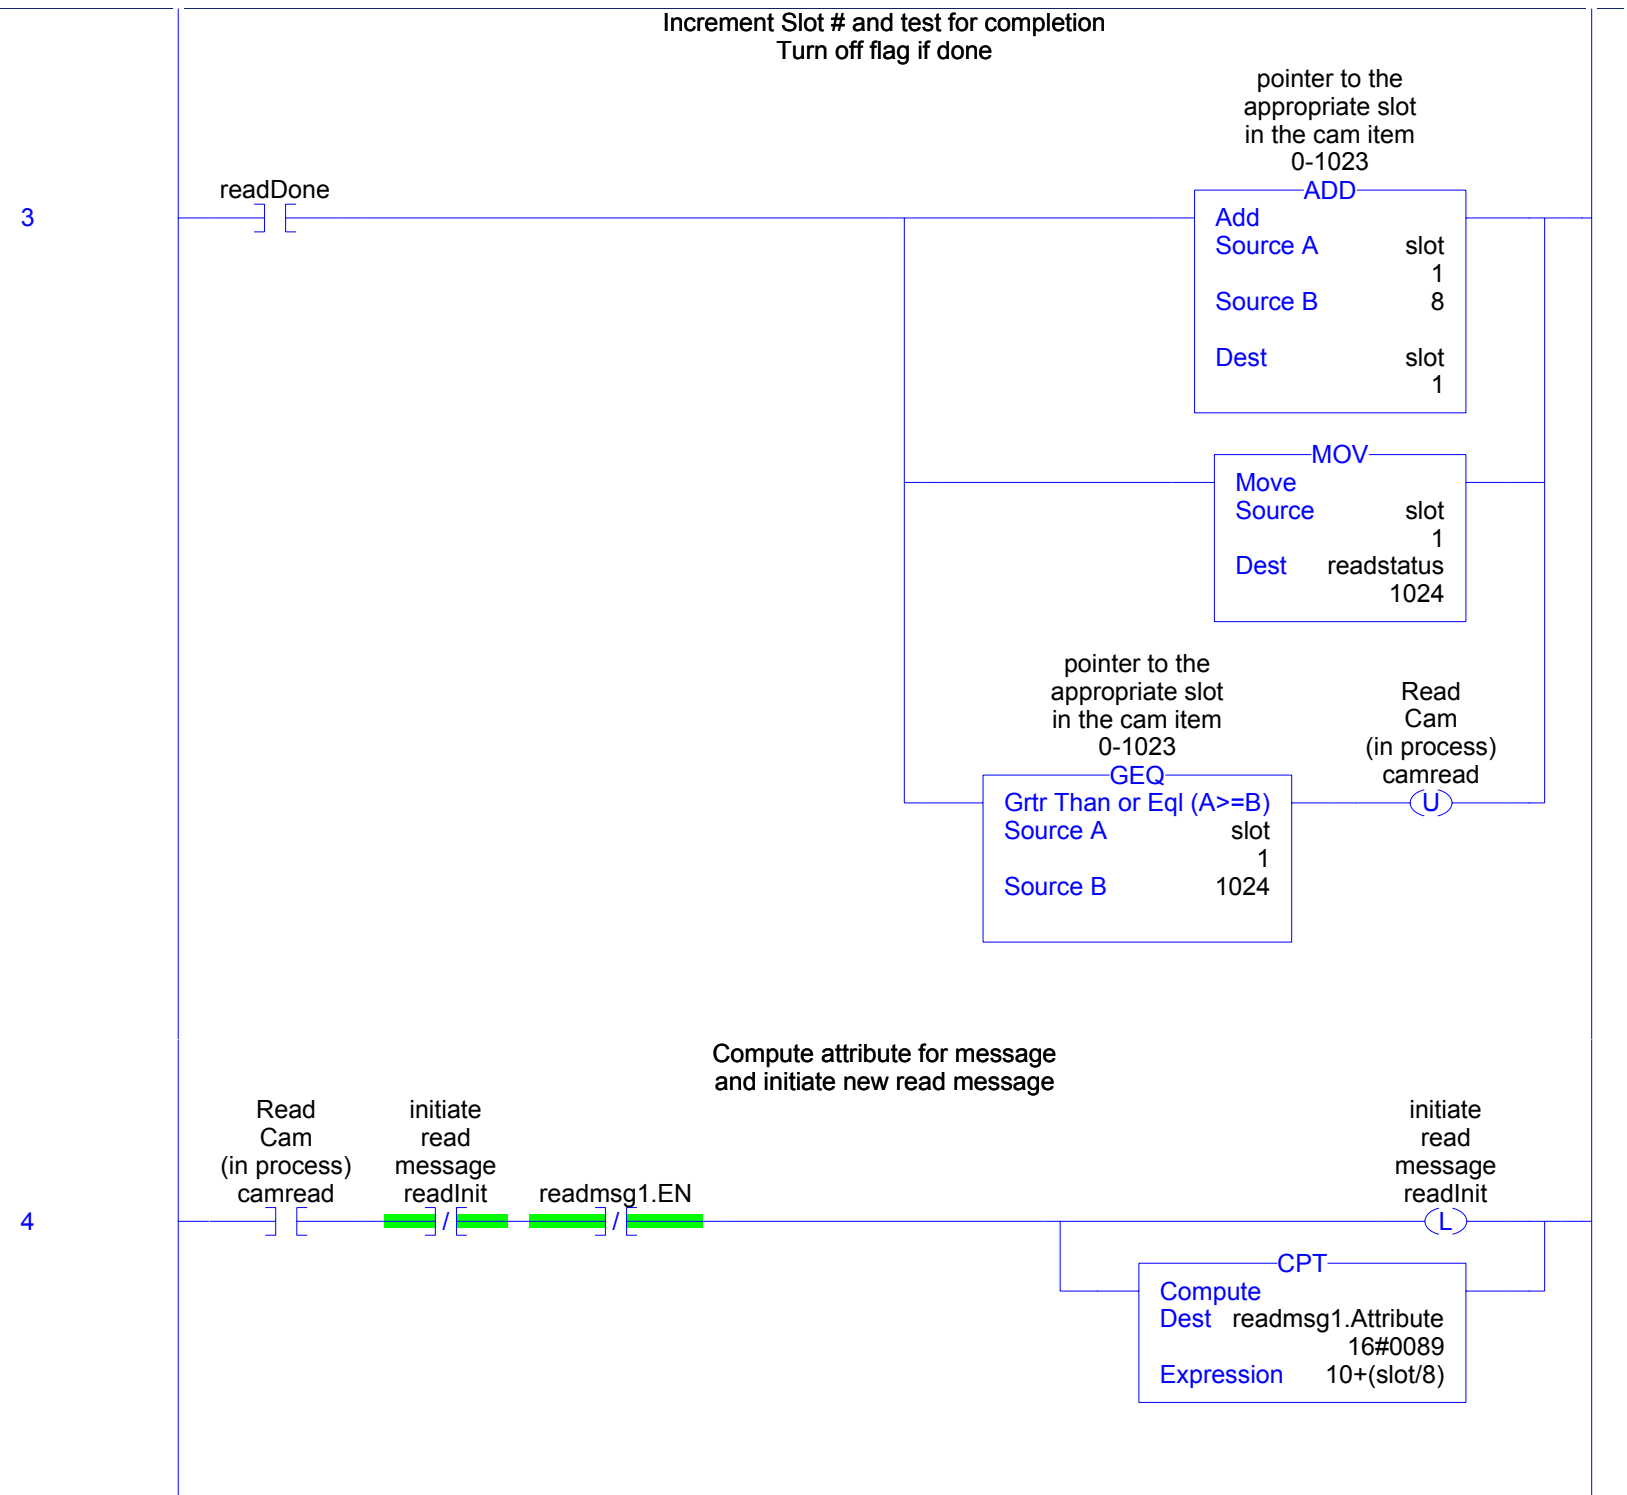 Increment Slot # and test for completion
Turn off flag if done
pointer to the
appropriate slot
in the cam item
0-1023
ADD
Add
Source A slot
1
Source B 8
Dest slot
1
readDone
3
MOV
Move
Source slot
1
Dest readstatus
1024
pointer to the
appropriate slot
in the cam item
0-1023
GEQ
Grtr Than or Eql (A>=B)
Source A slot
1
Source B 1024
Read
Cam
(in process)
camread
U
Compute attribute for message
and initiate new read message
4
Read
Cam
(in process)
camread
initiate
read
message
readInit
/
readmsg1.EN
/
initiate
read
message
readInit
L
CPT
Compute
Dest readmsg1.Attribute
16#0089
Expression 10+(slot/8)